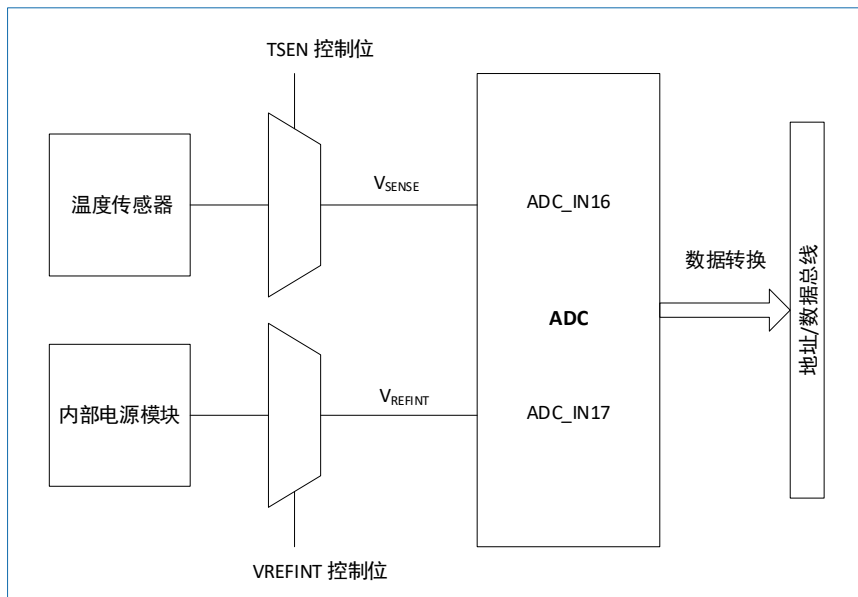 TSEN 控制位
温度传感器
VSENSE
ADC_IN16
数据转换
ADC
地址/数据总线
内部电源模块
VREFINT
ADC_IN17
VREFINT 控制位